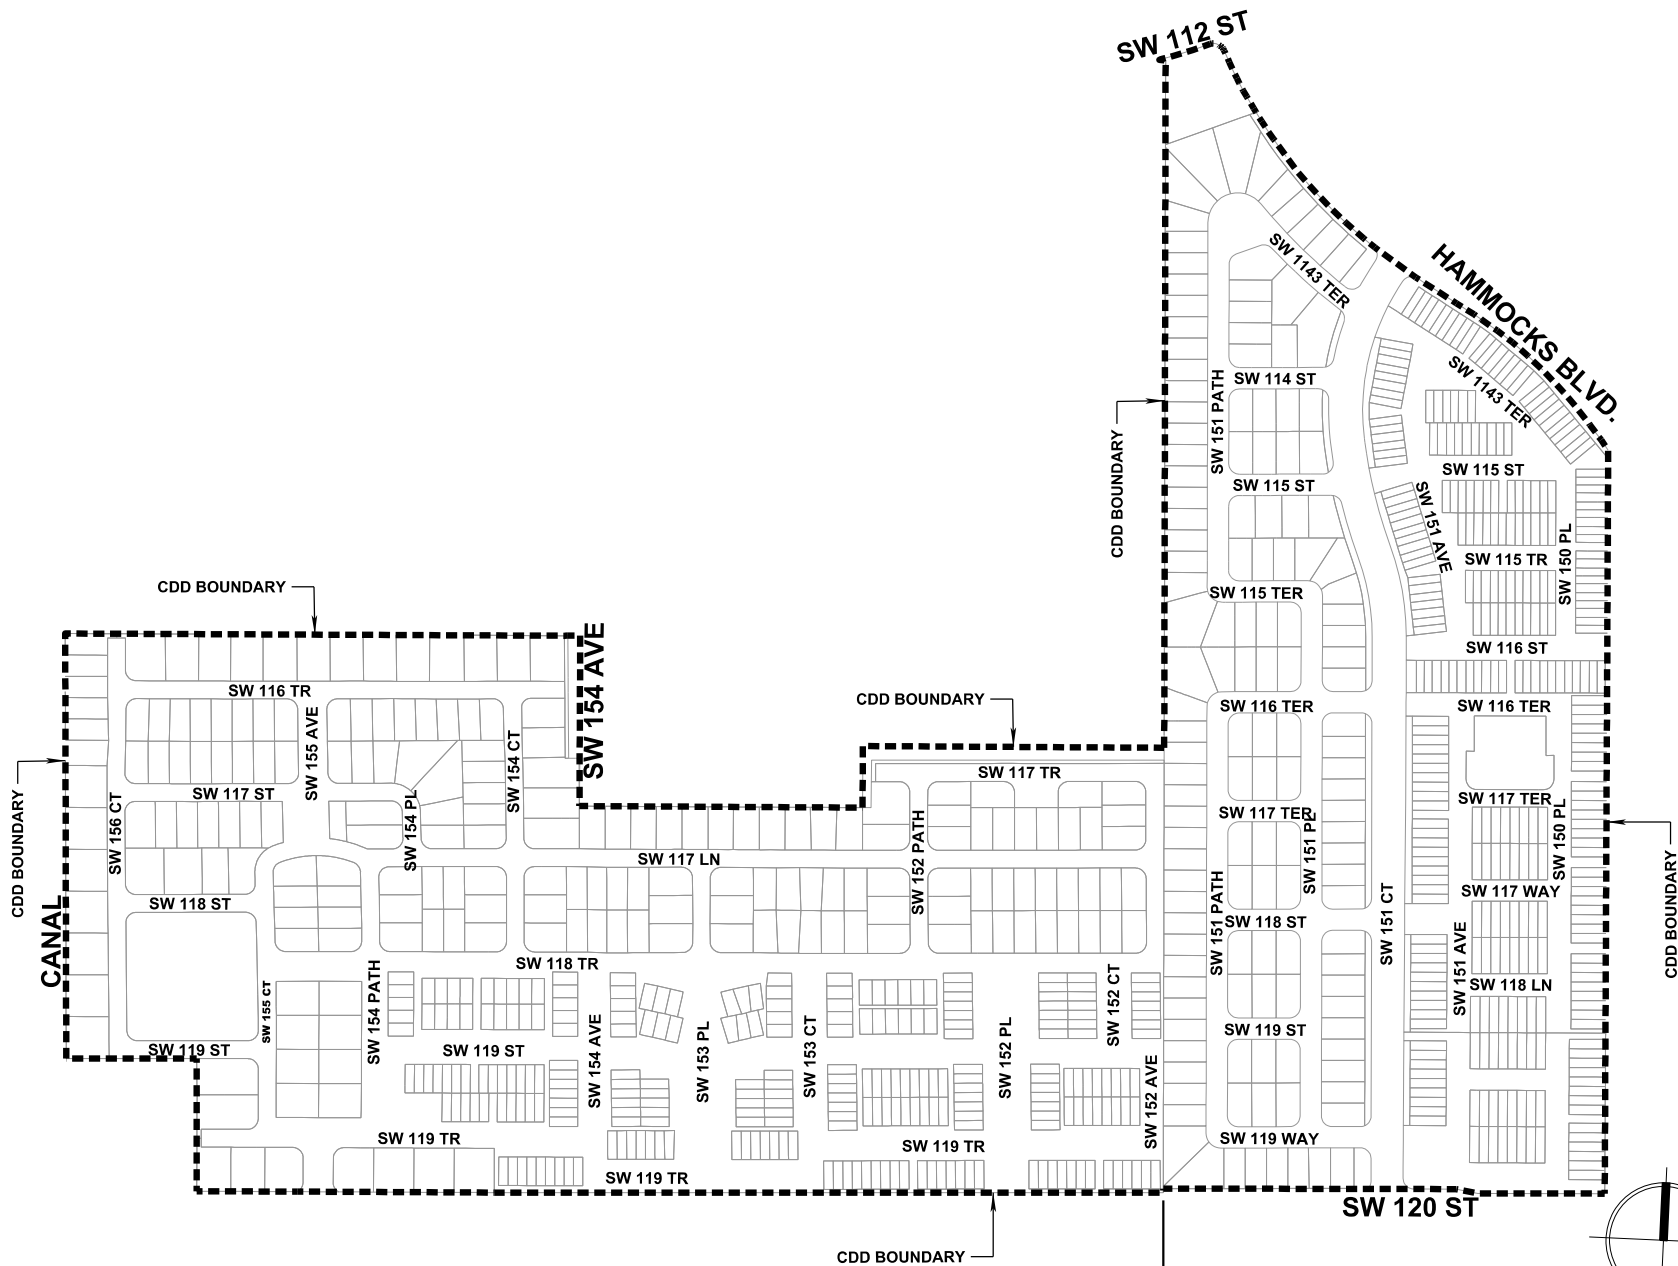 SW 112 ST
HAMMOCKS BLVD.
SW 1143 TER
SW 1143 TER
SW 114 ST
SW 151 PATH
CDD BOUNDARY
SW 115 ST
SW 115 ST
SW 151 AVE
SW 150 PL
SW 115 TR
SW 115 TER
CDD BOUNDARY
SW 154 AVE
SW 116 ST
SW 116 TR
CDD BOUNDARY
SW 116 TER
SW 116 TER
SW 155 AVE
SW 154 CT
SW 117 TR
SW 117 ST
SW 117 TER
SW 117 TER
CDD BOUNDARY
SW 156 CT
SW 154 PL
SW 151 PL
SW 150 PL
SW 117 LN
SW 152 PATH
SW 117 WAY
CDD BOUNDARY
CANAL
SW 118 ST
SW 151 PATH
SW 118 ST
SW 151 CT
SW 151 AVE
SW 118 TR
SW 118 LN
SW 155 CT
SW 154 PATH
SW 152 CT
SW 119 ST
SW 119 ST
SW 119 ST
SW 154 AVE
SW 153 PL
SW 153 CT
SW 152 PL
SW 152 AVE
SW 119 TR
SW 119 TR
SW 119 WAY
SW 119 TR
SW 120 ST
CDD BOUNDARY